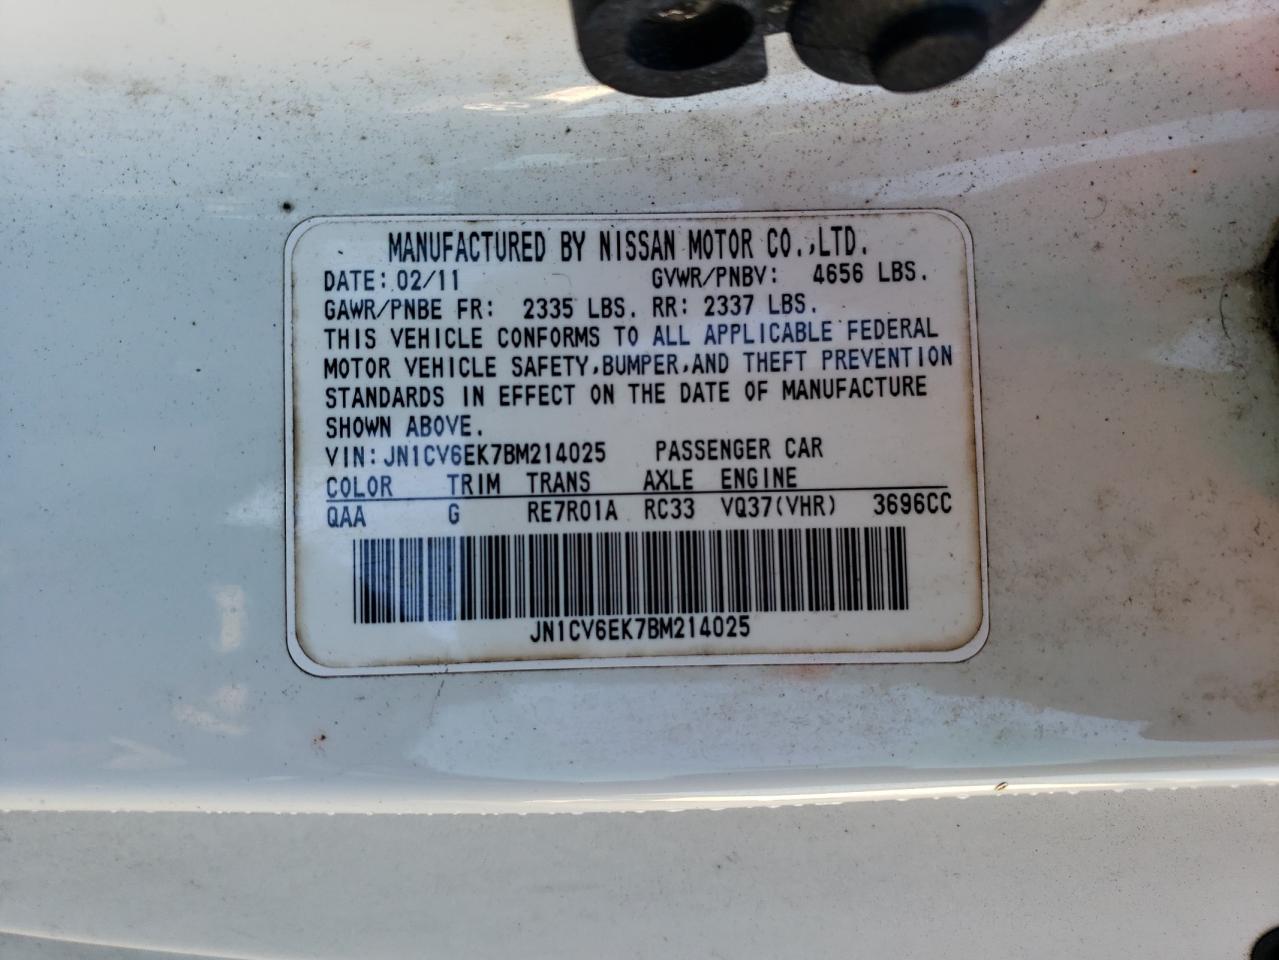 MANUFACTURED BY NISSAN MOTOR CO.,LTD.
DATE: 02/11 GVWR/PNBV: 4656 LBS.
GAWR/PNBE FR: 2335 LBS. RR: 2337 LBS.
THIS VEHICLE CONFORMS TO ALL APPLICABLE FEDERAL
MOTOR VEHICLE SAFETY,BUMPER,AND THEFT PREVENTION
STANDARDS IN EFFECT ON THE DATE OF MANUFACTURE
SHOWN ABOVE.
VIN: JN1CV6EK7BM214025 PASSENGER CAR
COLOR TRIM TRANS AXLE ENGINE
QAA G RE7R01A RC33 VQ37(VHR) 3696CC
JN1CV6EK7BM214025